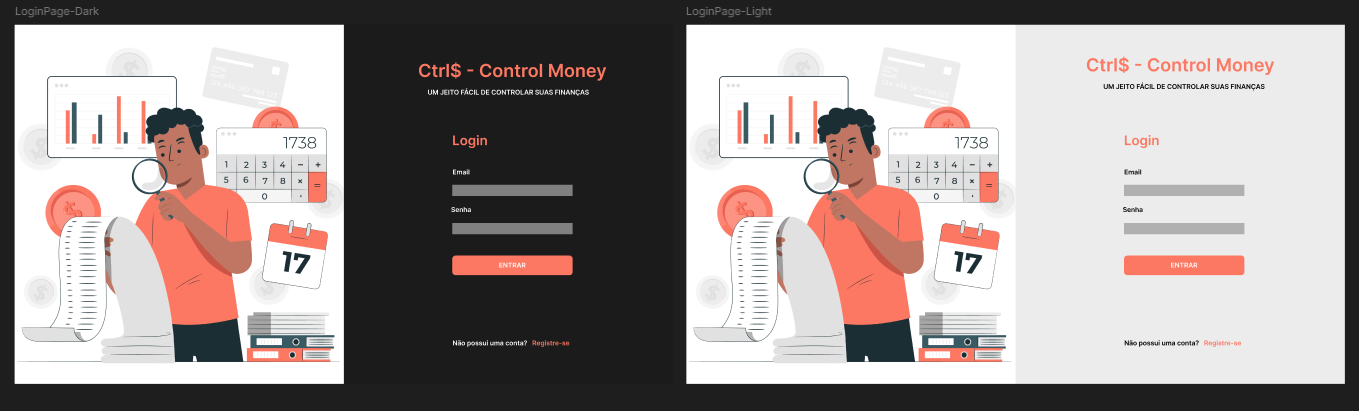 LoginPage-Dark
1738
1 2 3 4 − +
5 6 7 8 × =
0 .
17
Ctrl$ - Control Money
UM JEITO FÁCIL DE CONTROLAR SUAS FINANÇAS
Login
Email
Senha
ENTRAR
Não possui uma conta? Registre-se
LoginPage-Light
1738
1 2 3 4 − +
5 6 7 8 × =
0 .
17
Ctrl$ - Control Money
UM JEITO FÁCIL DE CONTROLAR SUAS FINANÇAS
Login
Email
Senha
ENTRAR
Não possui uma conta? Registre-se